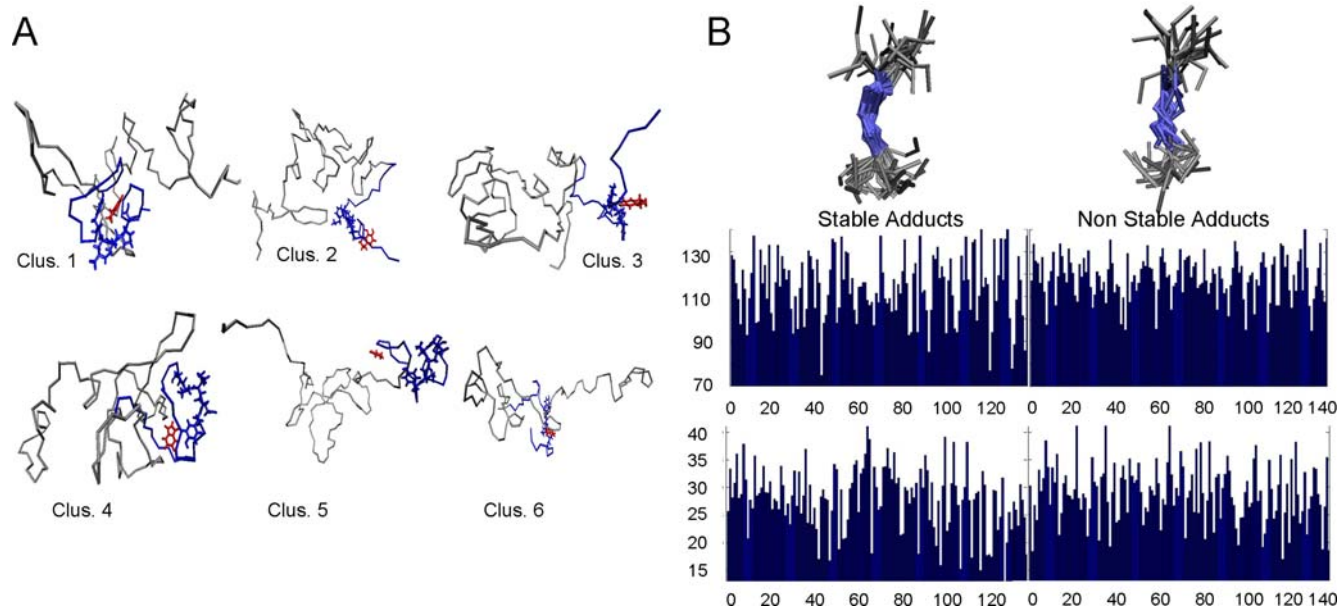 A
B
Clus. 1
Clus. 2
Clus. 3
Clus. 4
Clus. 5
Clus. 6
Stable Adducts
Non Stable Adducts
130
110
90
70
0 20 40 60 80 100 120
0 20 40 60 80 100 120 140
40
35
30
25
20
15
0 20 40 60 80 100 120
0 20 40 60 80 100 120 140